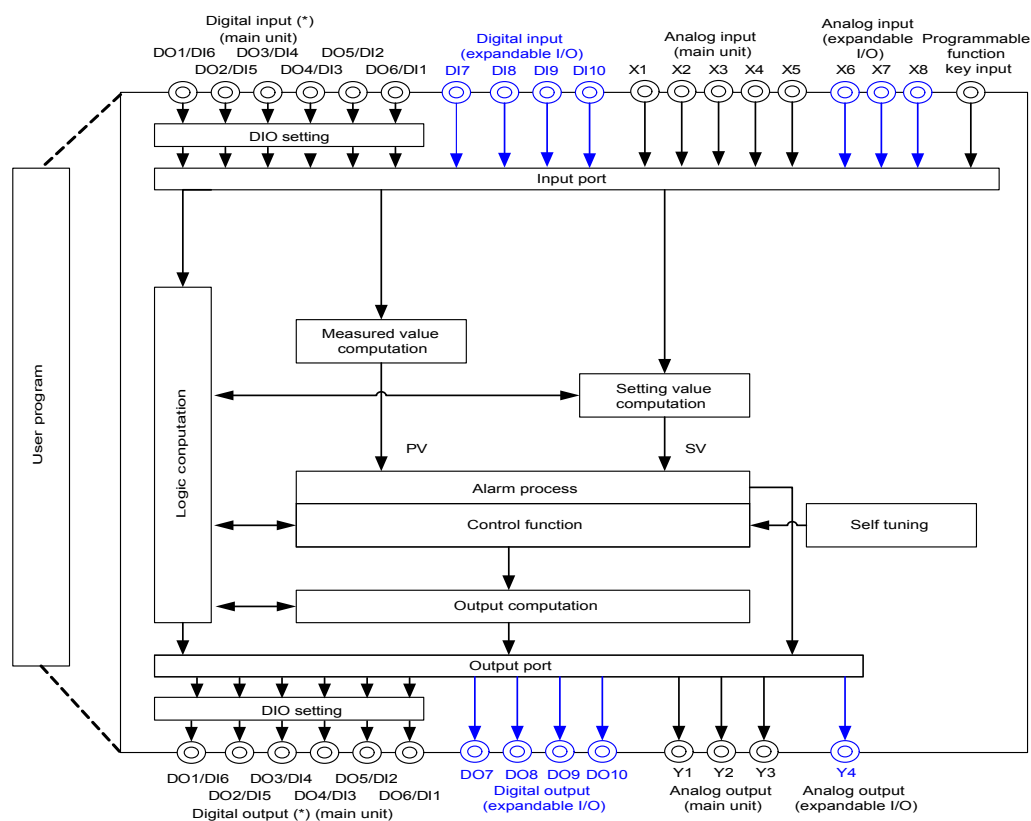 Digital input (*)
(main unit)
DO1/DI6 DO3/DI4 DO5/DI2
DO2/DI5 DO4/DI3 DO6/DI1
Digital input
(expandable I/O)
DI7 DI8 DI9 DI10
Analog input
(main unit)
X1 X2 X3 X4 X5
Analog input
(expandable
I/O)
X6 X7 X8
Programmable
function
key input
DIO setting
Input port
User program
Logic conputation
Measured value
computation
Setting value
computation
PV
SV
Alarm process
Control function
Self tuning
Output computation
Output port
DIO setting
DO1/DI6 DO3/DI4 DO5/DI2
DO2/DI5 DO4/DI3 DO6/DI1
Digital output (*) (main unit)
DO7 DO8 DO9 DO10
Digital output
(expandable I/O)
Y1 Y2 Y3
Analog output
(main unit)
Y4
Analog output
(expandable I/O)